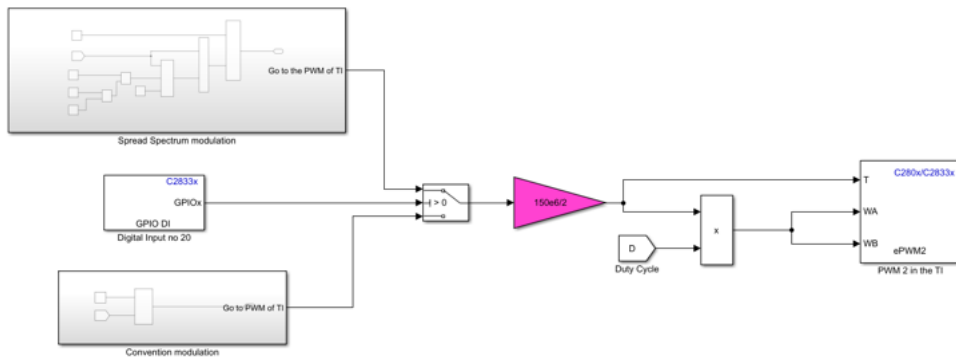 Go to the PWM of TI
Spread Spectrum modulation
C2833x
GPIOx
GPIO DI
Digital Input no 20
> 0
150e6/2
D
Duty Cycle
x
C280x/C2833x
T
WA
WB
ePWM2
PWM 2 in the TI
Go to PWM of TI
Convention modulation